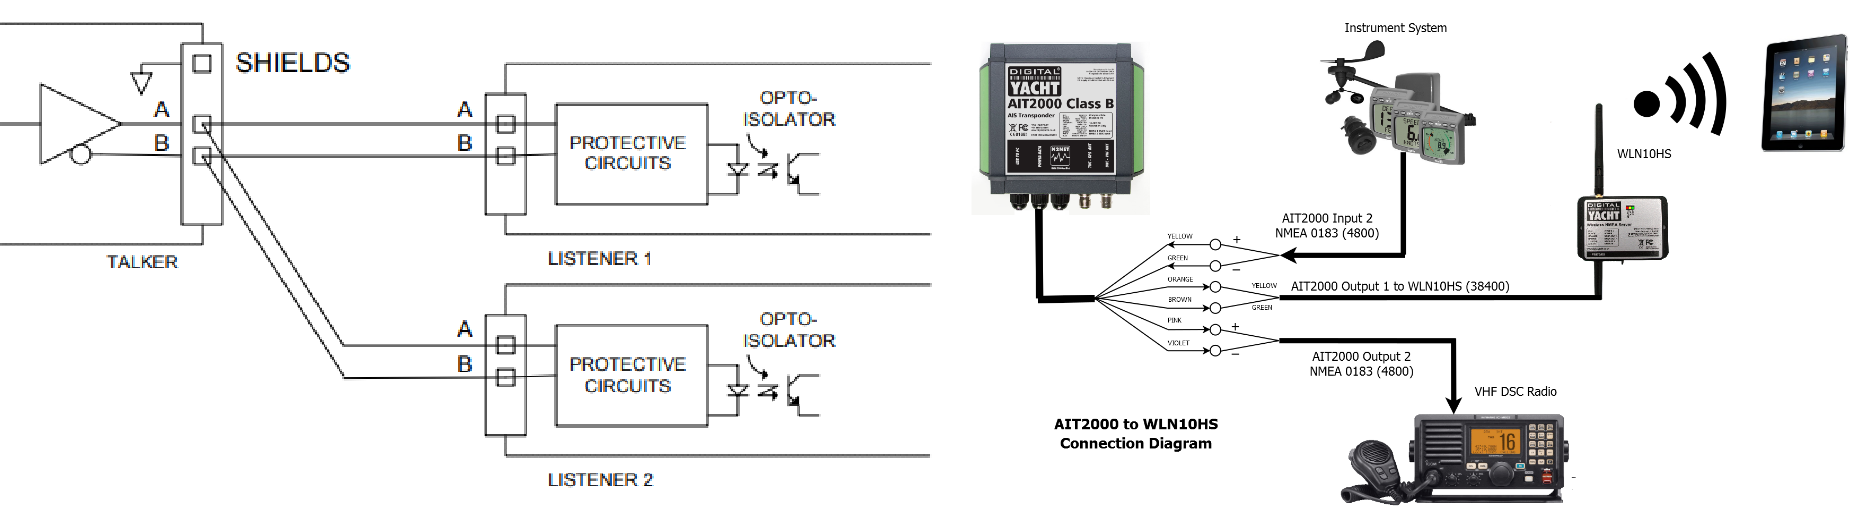 SHIELDS
A
B
A
B
TALKER
PROTECTIVE
CIRCUITS
OPTO-
ISOLATOR
LISTENER 1
A
B
PROTECTIVE
CIRCUITS
OPTO-
ISOLATOR
LISTENER 2
DIGITAL
YACHT
AIT2000 Class B
AIS Transponder
Instrument System
WLN10HS
DIGITAL
YACHT
Wireless NMEA Server
AIT2000 Input 2
NMEA 0183 (4800)
YELLOW
+
GREEN
−
ORANGE
YELLOW
BROWN
GREEN
AIT2000 Output 1 to WLN10HS (38400)
PINK
+
VIOLET
−
AIT2000 Output 2
NMEA 0183 (4800)
VHF DSC Radio
16
AIT2000 to WLN10HS
Connection Diagram